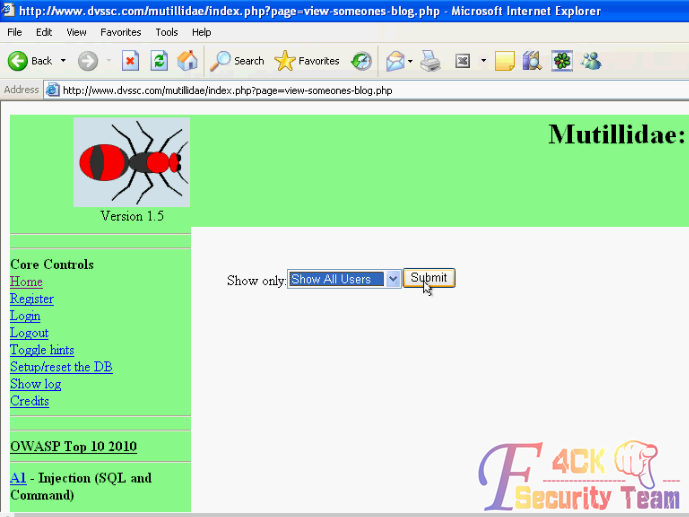 http://www.dvssc.com/mutillidae/index.php?page=view-someones-blog.php - Microsoft Internet Explorer
File Edit View Favorites Tools Help
Back Search Favorites
Address http://www.dvssc.com/mutillidae/index.php?page=view-someones-blog.php
Mutillidae:
Version 1.5
Core Controls
Home
Register
Login
Logout
Toggle hints
Setup/reset the DB
Show log
Credits
OWASP Top 10 2010
A1 - Injection (SQL and
Command)
Show only: Show All Users Submit
F4CK
Security Team